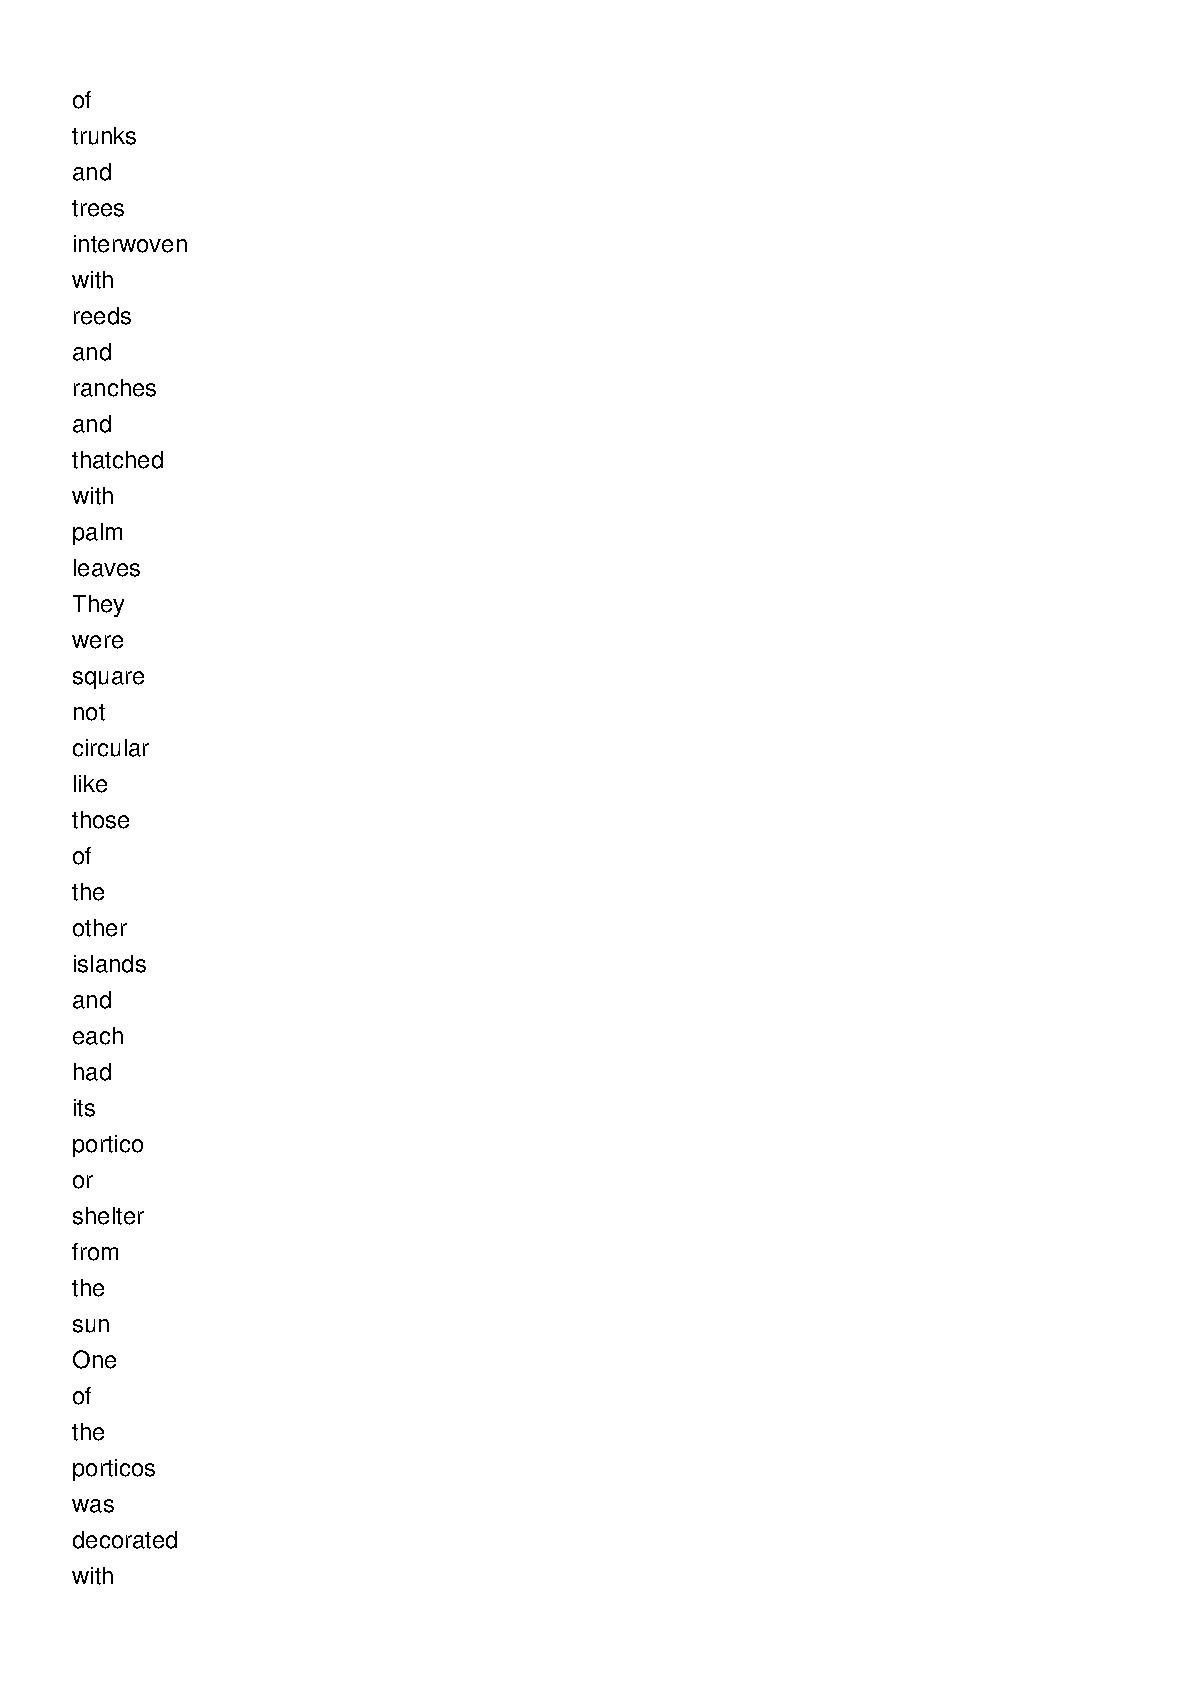 of
trunks
and
trees
interwoven
with
reeds
and
ranches
and
thatched
with
palm
leaves
They
were
square
not
circular
like
those
of
the
other
islands
and
each
had
its
portico
or
shelter
from
the
sun
One
of
the
porticos
was
decorated
with